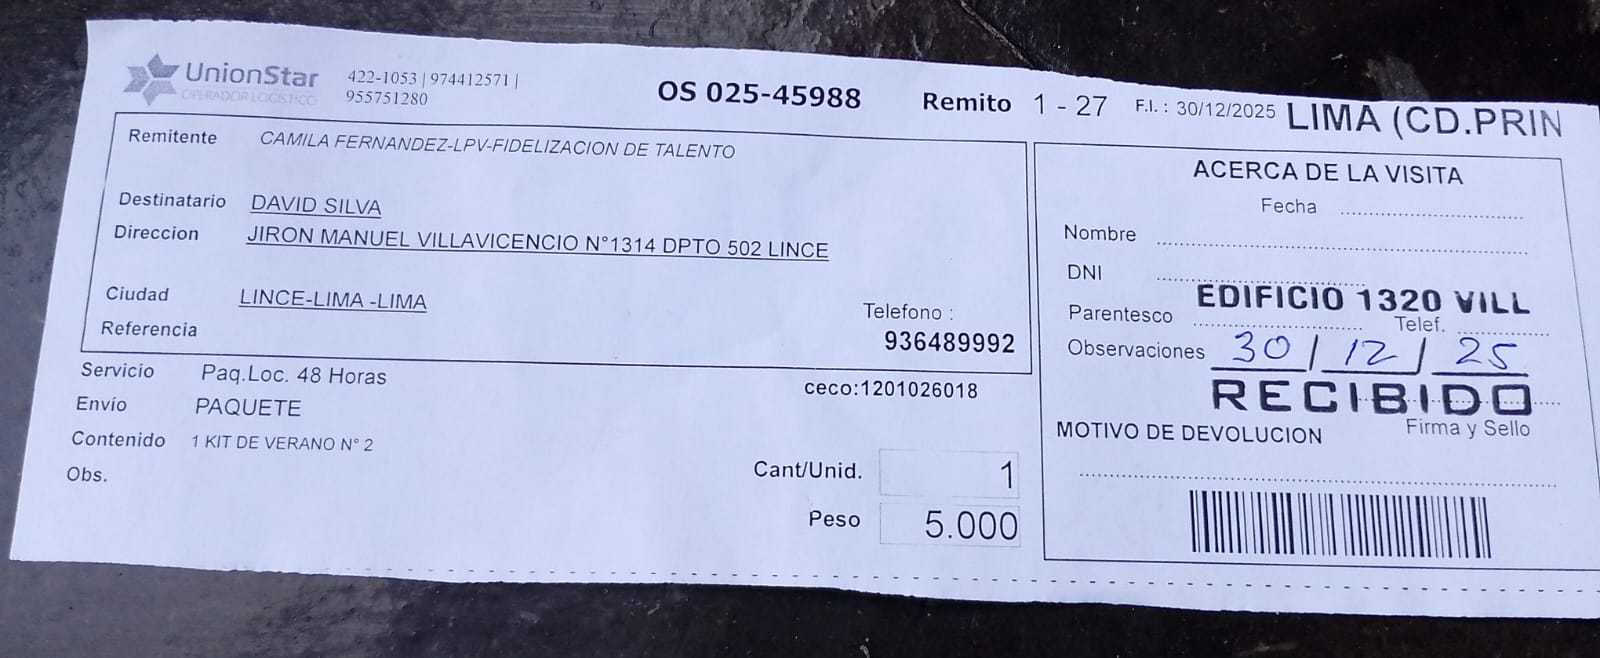 UnionStar
OPERADOR LOGISTICO
422-1053 | 974412571 |
955751280
OS 025-45988
Remito 1 - 27
F.I. : 30/12/2025
LIMA (CD.PRIN
Remitente CAMILA FERNANDEZ-LPV-FIDELIZACION DE TALENTO
Destinatario DAVID SILVA
Direccion JIRON MANUEL VILLAVICENCIO N°1314 DPTO 502 LINCE
Ciudad LINCE-LIMA -LIMA
Telefono :
Referencia
936489992
Servicio Paq.Loc. 48 Horas
ceco:1201026018
Envío PAQUETE
Contenido 1 KIT DE VERANO N° 2
Obs.
Cant/Unid. 1
Peso 5.000
ACERCA DE LA VISITA
Fecha
Nombre
DNI
EDIFICIO 1320 VILL
Parentesco Telef.
Observaciones 30/12/25
RECIBIDO
Firma y Sello
MOTIVO DE DEVOLUCION